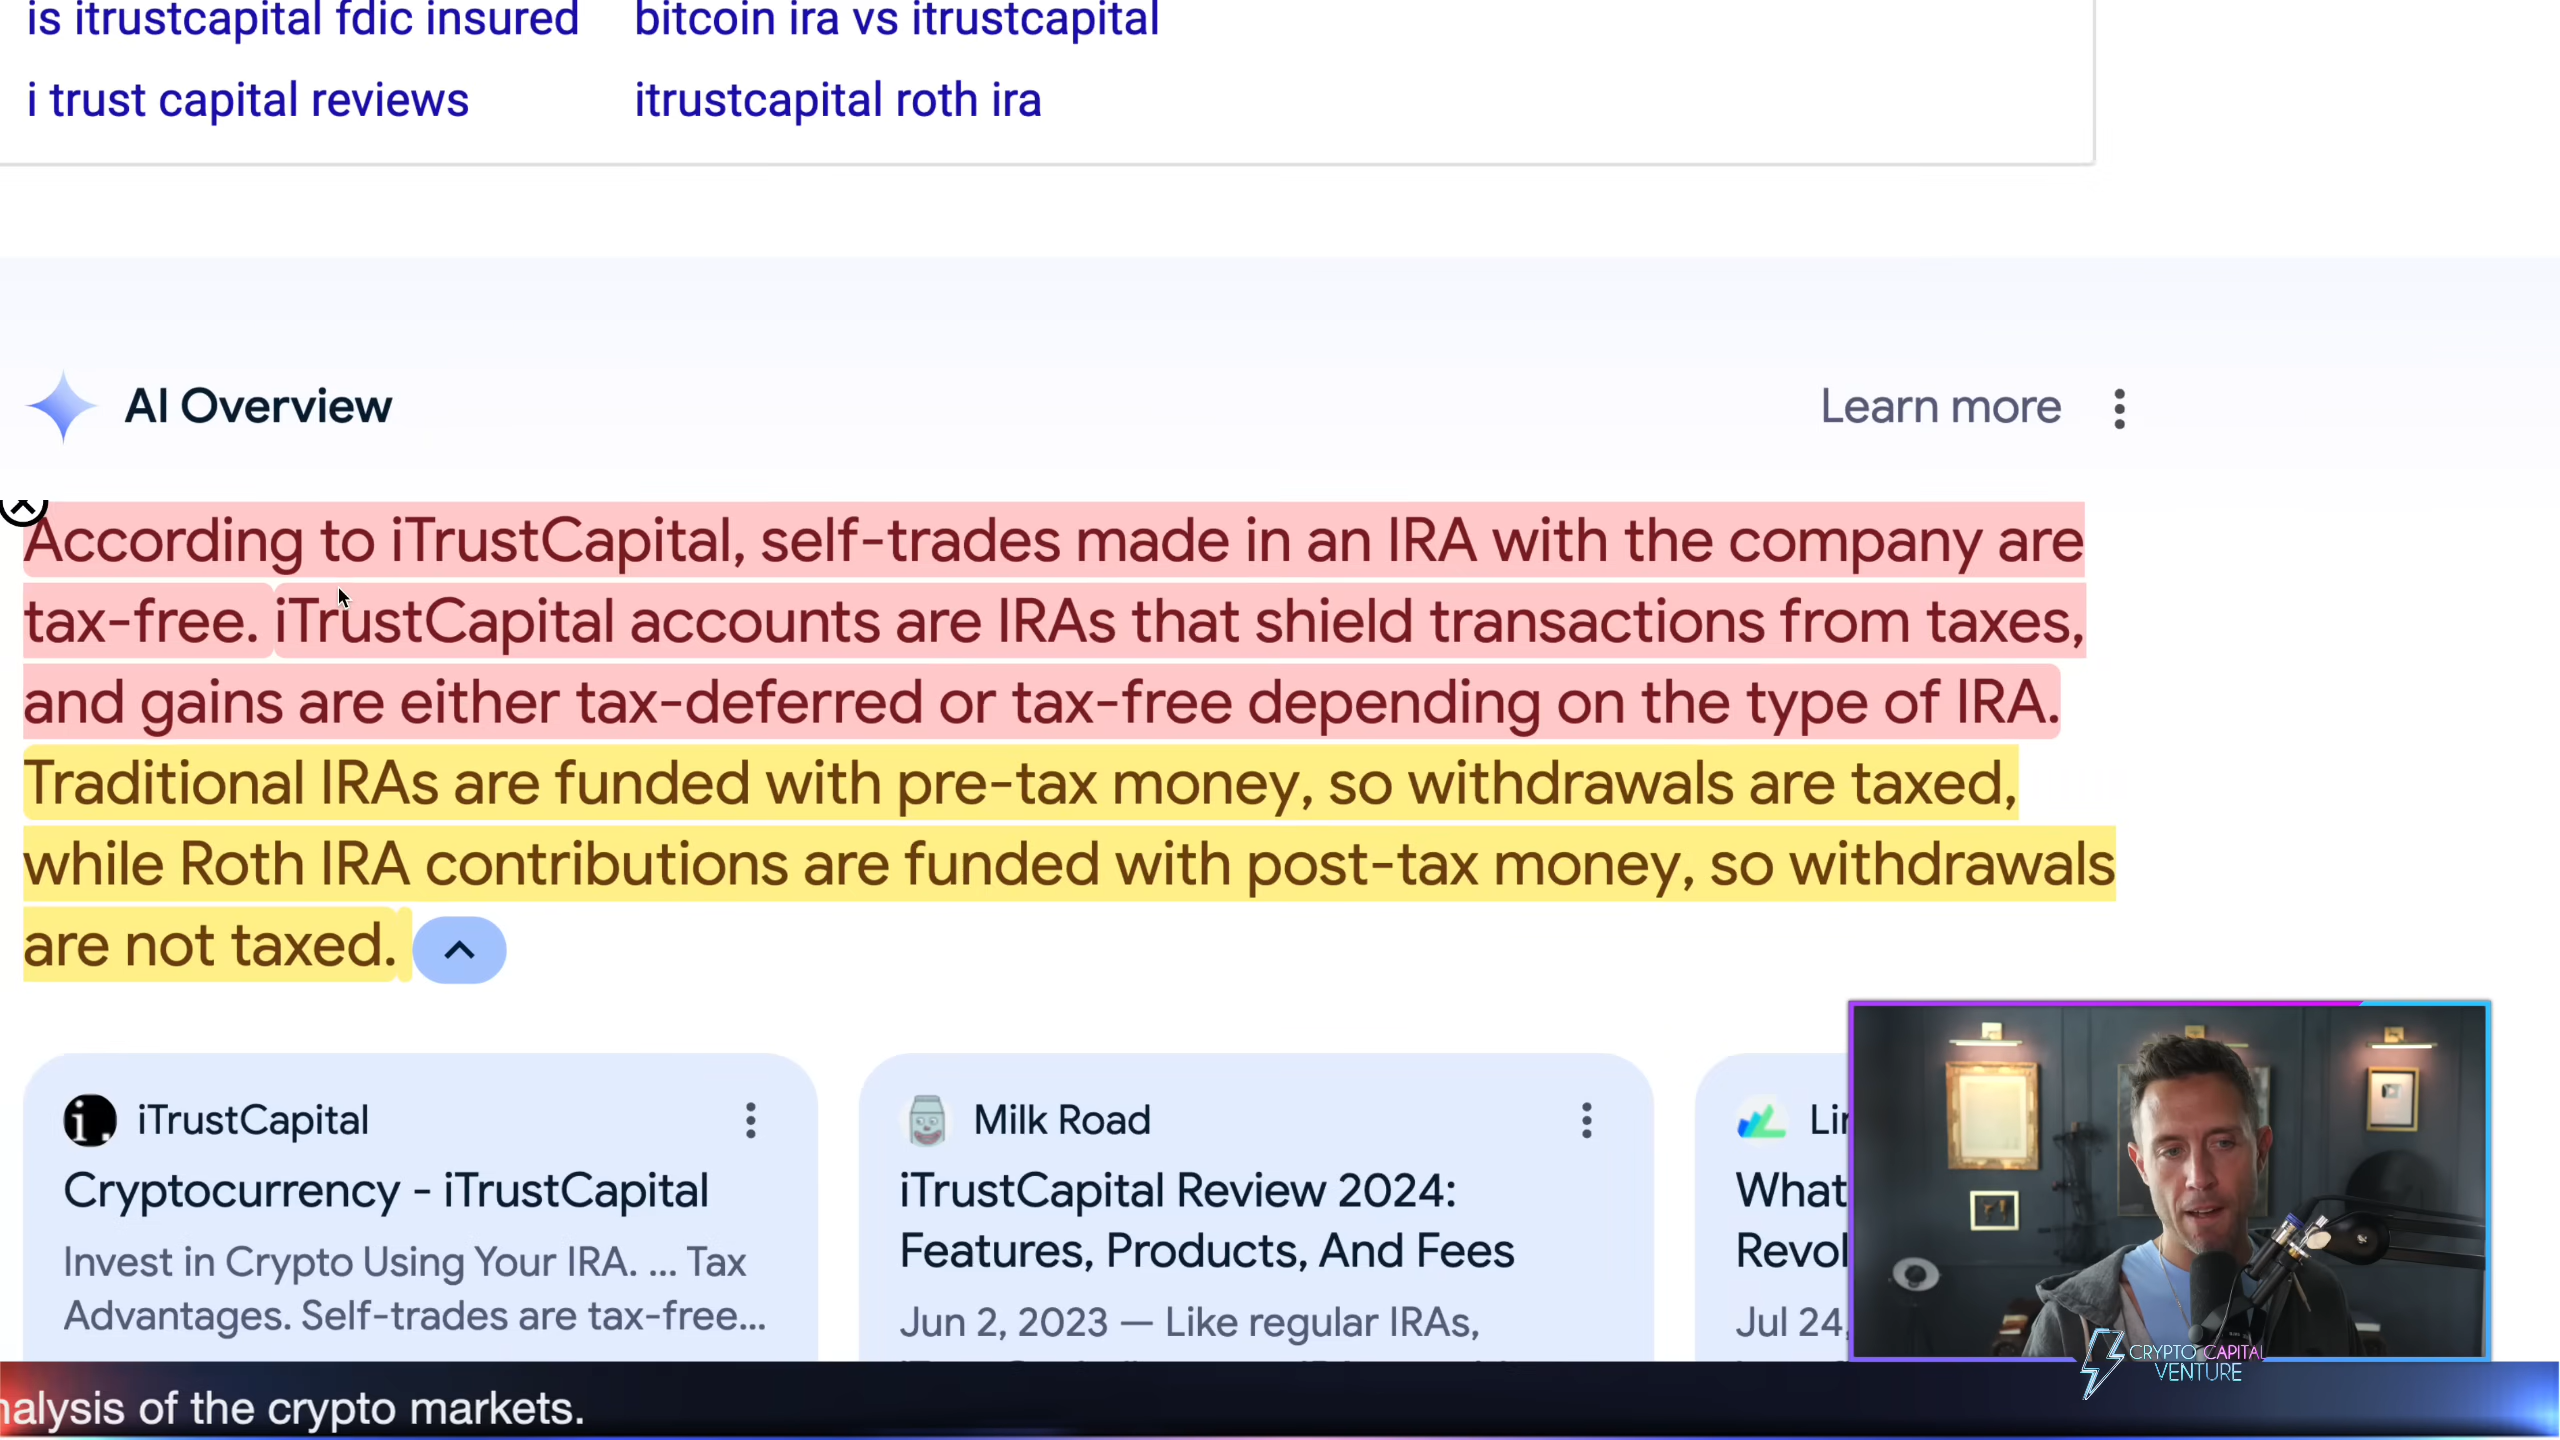 is itrustcapital fdic insured
bitcoin ira vs itrustcapital
i trust capital reviews
itrustcapital roth ira
AI Overview
Learn more
According to iTrustCapital, self-trades made in an IRA with the company are
tax-free. iTrustCapital accounts are IRAs that shield transactions from taxes,
and gains are either tax-deferred or tax-free depending on the type of IRA.
Traditional IRAs are funded with pre-tax money, so withdrawals are taxed,
while Roth IRA contributions are funded with post-tax money, so withdrawals
are not taxed.
iTrustCapital
Cryptocurrency - iTrustCapital
Invest in Crypto Using Your IRA. ... Tax
Advantages. Self-trades are tax-free...
Milk Road
iTrustCapital Review 2024:
Features, Products, And Fees
Jun 2, 2023 — Like regular IRAs,
What
Jul 24,
CRYPTO CAPITAL
VENTURE
of the crypto markets.